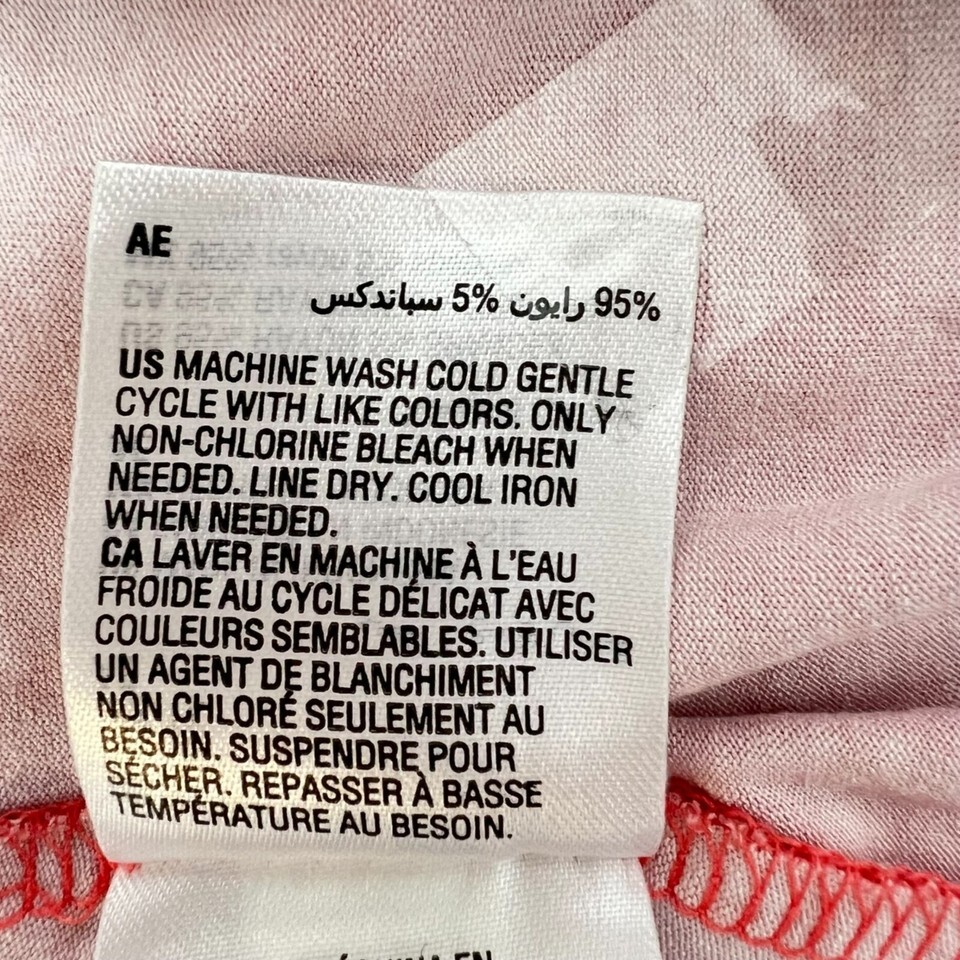 AE
95% رايون 5% سباندكس
US MACHINE WASH COLD GENTLE
CYCLE WITH LIKE COLORS. ONLY
NON-CHLORINE BLEACH WHEN
NEEDED. LINE DRY. COOL IRON
WHEN NEEDED.
CA LAVER EN MACHINE À L'EAU
FROIDE AU CYCLE DÉLICAT AVEC
COULEURS SEMBLABLES. UTILISER
UN AGENT DE BLANCHIMENT
NON CHLORÉ SEULEMENT AU
BESOIN. SUSPENDRE POUR
SÉCHER. REPASSER À BASSE
TEMPÉRATURE AU BESOIN.
EN